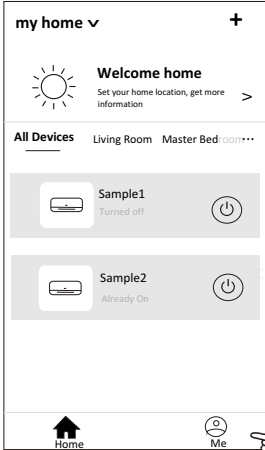 my home
+
Welcome home
Set your home location, get more
information
>
All Devices Living Room Master Bedroom...
Sample1
Turned off
Sample2
Already On
Home
Me